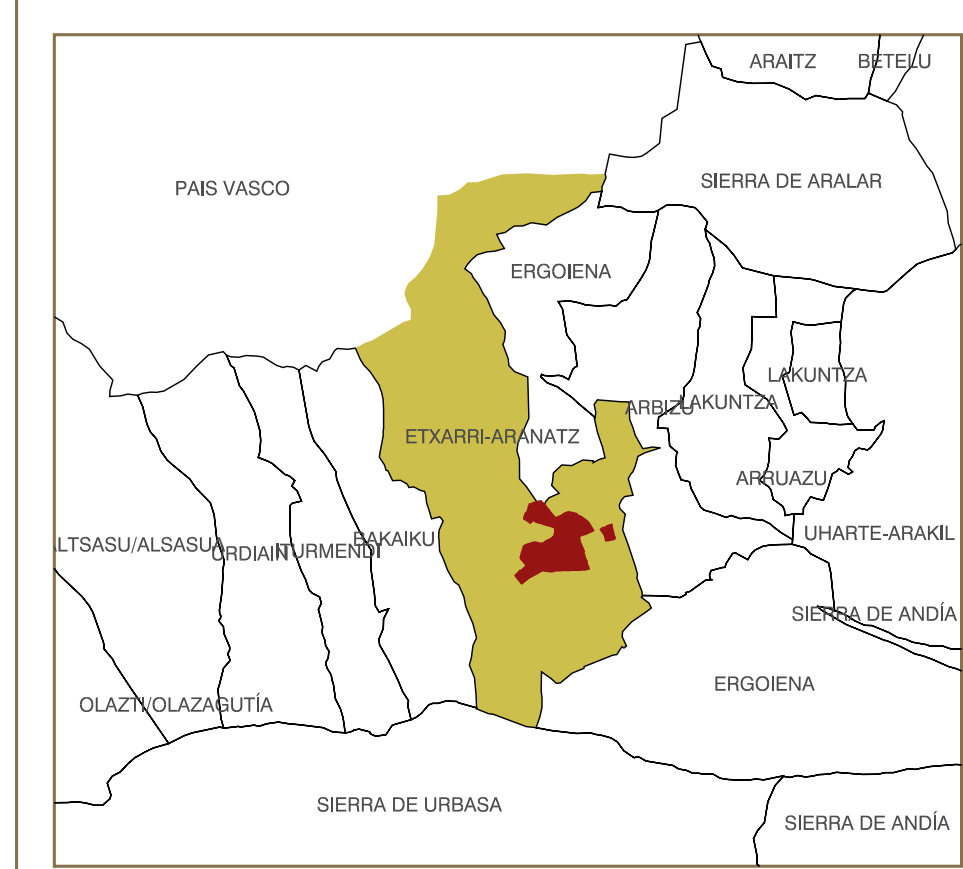 ARAITZ
BETELU
PAIS VASCO
SIERRA DE ARALAR
ERGOIENA
LAKUNTZA
ARBIZU
LAKUNTZA
ETXARRI-ARANATZ
ARRUAZU
UHARTE-ARAKIL
LTSASU/ALSASUA
URDIAIN
ITURMENDI
BAKAIKU
SIERRA DE ANDÍA
ERGOIENA
OLAZTI/OLAZAGUTÍA
SIERRA DE URBASA
SIERRA DE ANDÍA